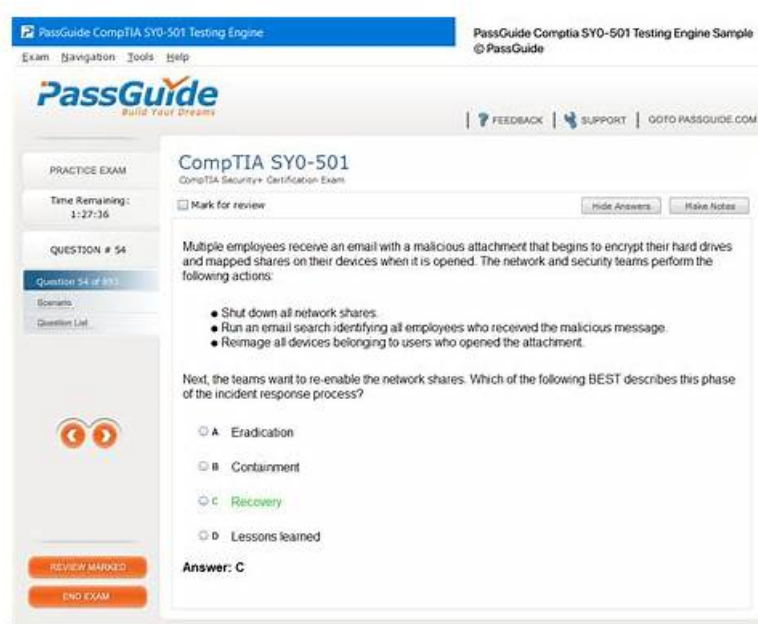 PassGuide CompTIA SY0-501 Testing Engine
PassGuide Comptia SY0-501 Testing Engine Sample
© PassGuide
Exam Navigation Tools Help
PassGuide
Build Your Dreams
FEEDBACK | SUPPORT | GOTO PASSGUIDE.COM
PRACTICE EXAM
CompTIA SY0-501
CompTIA Security+ Certification Exam
Time Remaining:
1:27:36
Mark for review
Hide Answers
Make Notes
QUESTION # 54
Question 54 of 893
Scenario
Question List
Multiple employees receive an email with a malicious attachment that begins to encrypt their hard drives
and mapped shares on their devices when it is opened. The network and security teams perform the
following actions:
● Shut down all network shares.
● Run an email search identifying all employees who received the malicious message.
● Reimage all devices belonging to users who opened the attachment.
Next, the teams want to re-enable the network shares. Which of the following BEST describes this phase
of the incident response process?
A Eradication
B Containment
C Recovery
D Lessons learned
Answer: C
REVIEW MARKED
END EXAM